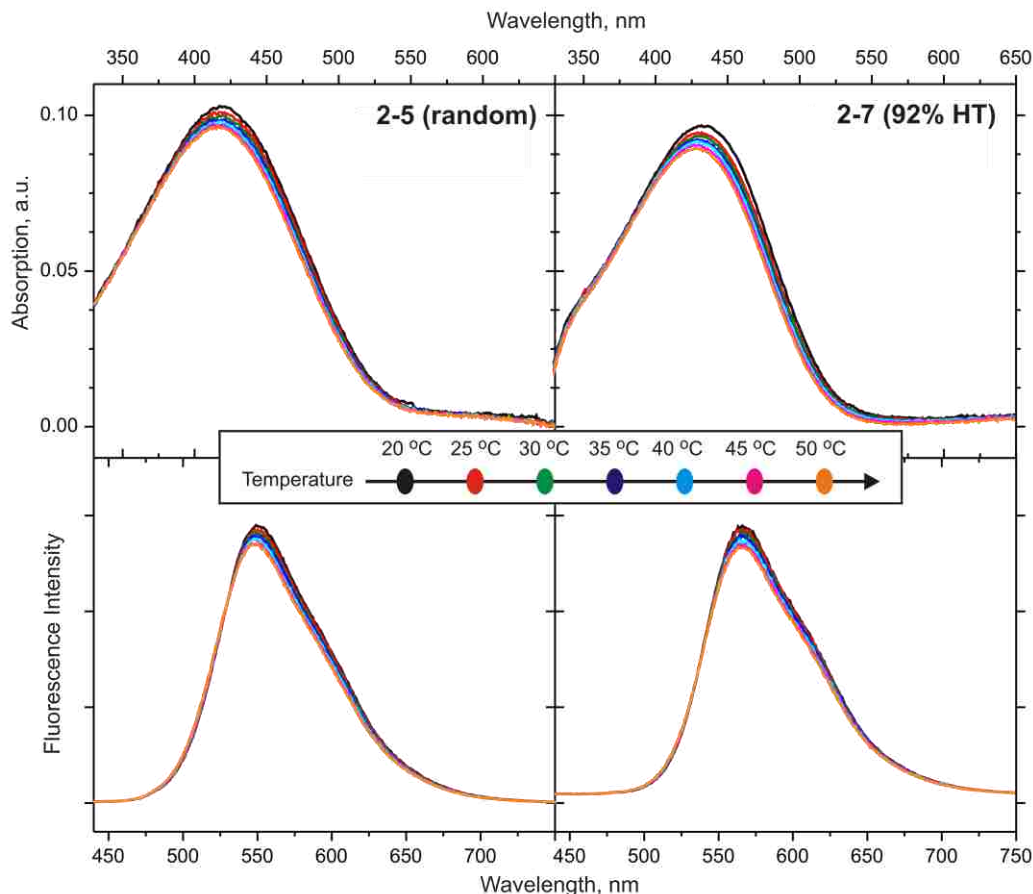 Wavelength, nm
350 400 450 500 550 600 350 400 450 500 550 600 650
2-5 (random) 2-7 (92% HT)
Absorption, a.u.
0.10
0.05
0.00
20 ºC 25 ºC 30 ºC 35 ºC 40 ºC 45 ºC 50 ºC
Temperature
Fluorescence Intensity
450 500 550 600 650 700 450 500 550 600 650 700 750
Wavelength, nm